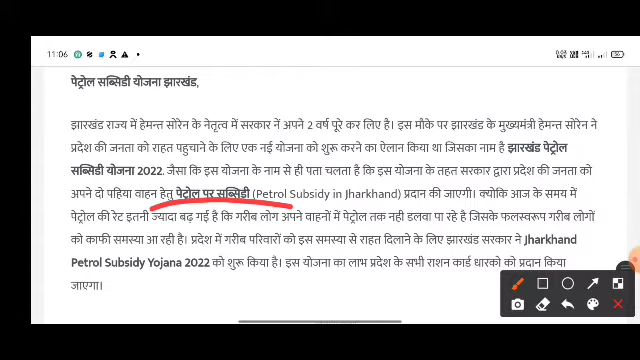 11:06
पेट्रोल सब्सिडी योजना झारखंड,
झारखंड राज्य में हेमन्त सोरेन के नेतृत्व में सरकार नें अपने 2 वर्ष पूरे कर लिए है। इस मौके पर झारखंड के मुख्यमंत्री हेमन्त सोरेन ने
प्रदेश की जनता को राहत पहुचाने के लिए एक नई योजना को शुरू करने का ऐलान किया था जिसका नाम है झारखंड पेट्रोल
सब्सिडी योजना 2022। जैसा कि इस योजना के नाम से ही पता चलता है कि इस योजना के तहत सरकार द्वारा प्रदेश की जनता को
अपने दो पहिया वाहन हेतु पेट्रोल पर सब्सिडी (Petrol Subsidy in Jharkhand) प्रदान की जाएगी। क्योकि आज के समय में
पेट्रोल की रेट इतनी ज्यादा बढ़ गई है कि गरीब लोग अपने वाहनों में पेट्रोल तक नही डलवा पा रहे है जिसके फलस्वरूप गरीब लोगों
को काफी समस्या आ रही है। प्रदेश में गरीब परिवारों को इस समस्या से राहत दिलाने के लिए झारखंड सरकार ने Jharkhand
Petrol Subsidy Yojana 2022 को शुरू किया है। इस योजना का लाभ प्रदेश के सभी राशन कार्ड धारको को प्रदान किया
जाएगा।